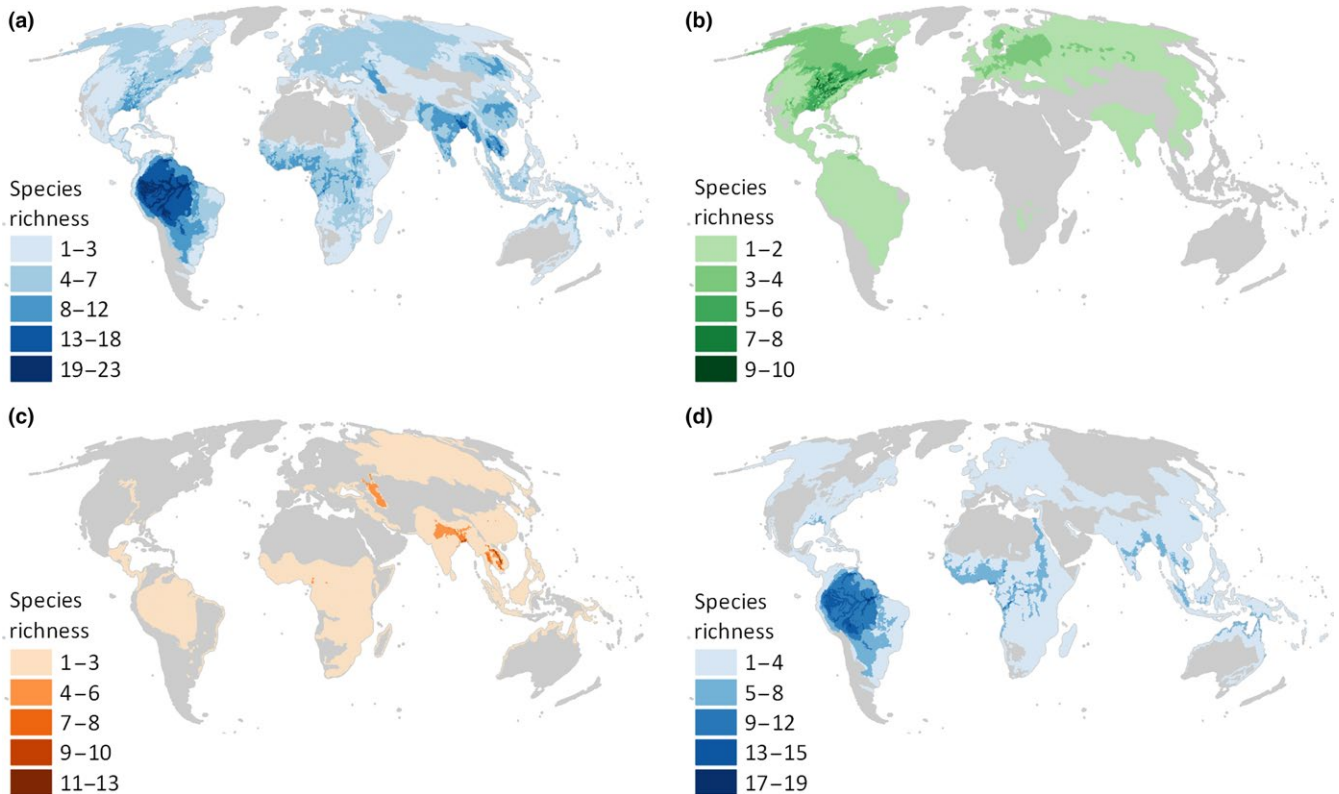 (a)
Species
richness
1–3
4–7
8–12
13–18
19–23
(b)
Species
richness
1–2
3–4
5–6
7–8
9–10
(c)
Species
richness
1–3
4–6
7–8
9–10
11–13
(d)
Species
richness
1–4
5–8
9–12
13–15
17–19